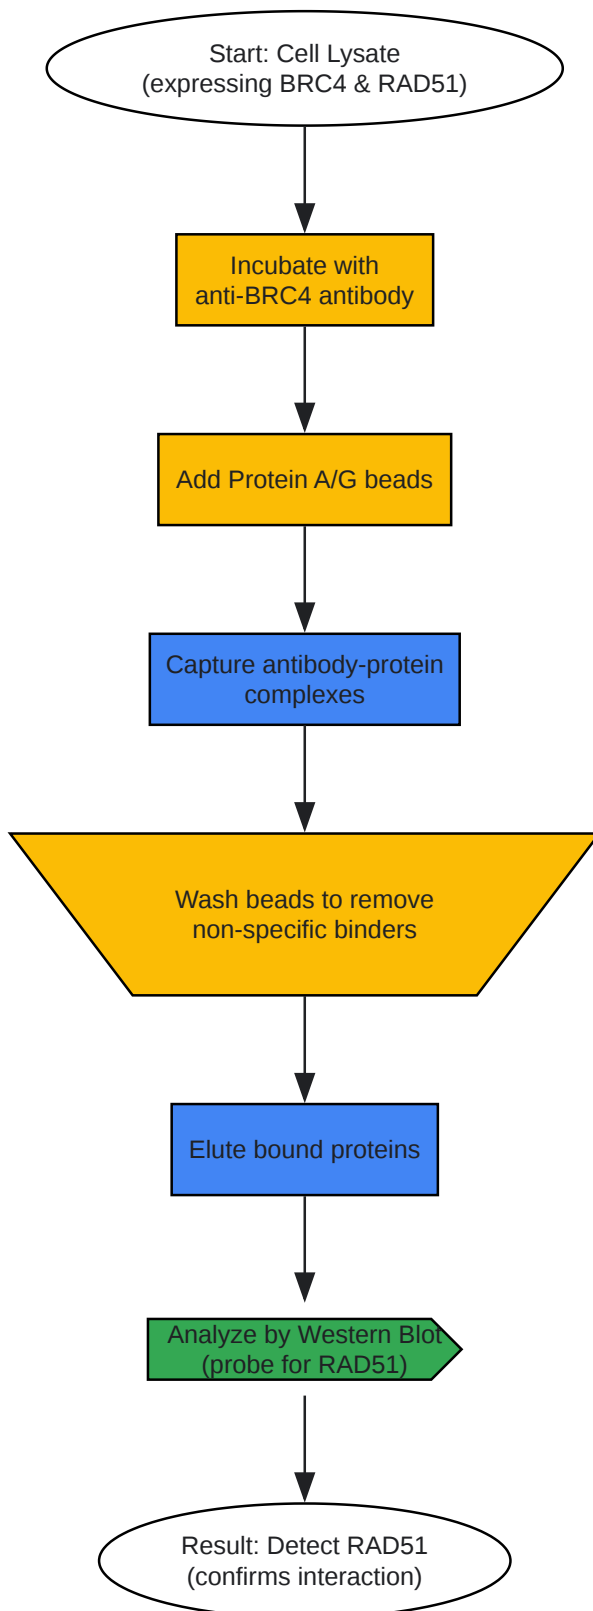 Start: Cell Lysate
(expressing BRC4 & RAD51)
Incubate with
anti-BRC4 antibody
Add Protein A/G beads
Capture antibody-protein
complexes
Wash beads to remove
non-specific binders
Elute bound proteins
Analyze by Western Blot
(probe for RAD51)
Result: Detect RAD51
(confirms interaction)